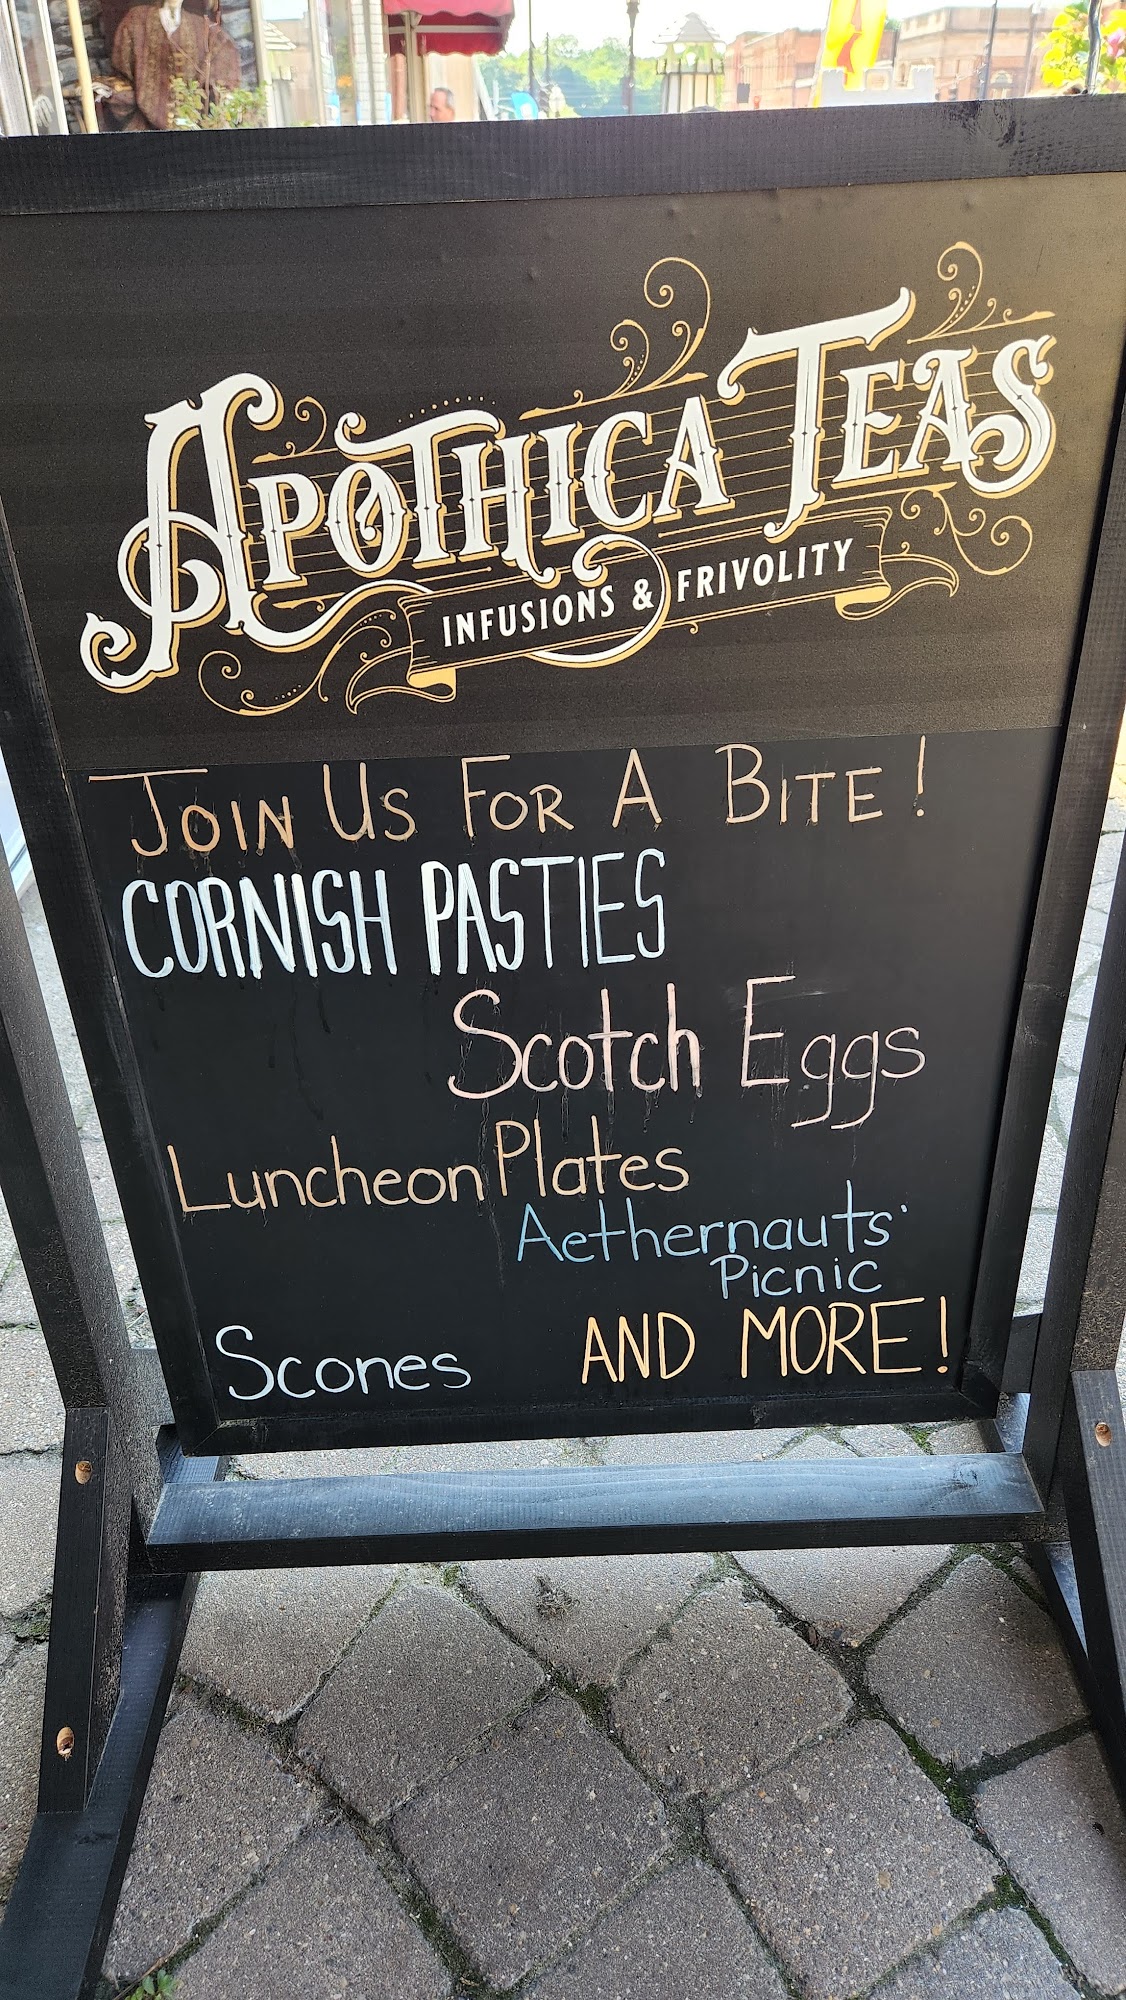 APOTHICA TEAS
INFUSIONS & FRIVOLITY
JOIN US FOR A BITE!
CORNISH PASTIES
Scotch Eggs
Luncheon Plates
Aethernauts'
Picnic
Scones AND MORE!